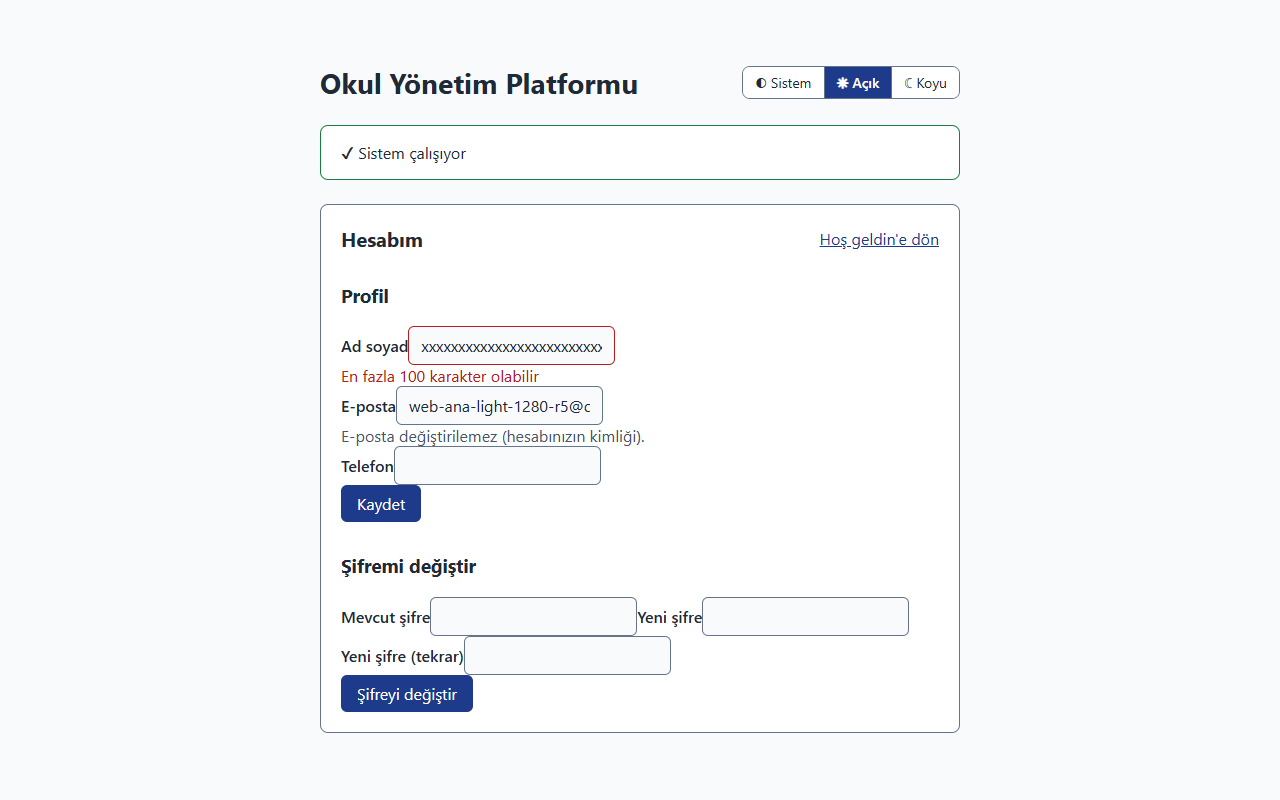 Okul Yönetim Platformu
◐ Sistem ❋ Açık ☾ Koyu
✓ Sistem çalışıyor
Hesabım Hoş geldin'e dön
Profil
Ad soyad xxxxxxxxxxxxxxxxxxxxxxxxxx
En fazla 100 karakter olabilir
E-posta web-ana-light-1280-r5@c
E-posta değiştirilemez (hesabınızın kimliği).
Telefon
Kaydet
Şifremi değiştir
Mevcut şifre Yeni şifre
Yeni şifre (tekrar)
Şifreyi değiştir